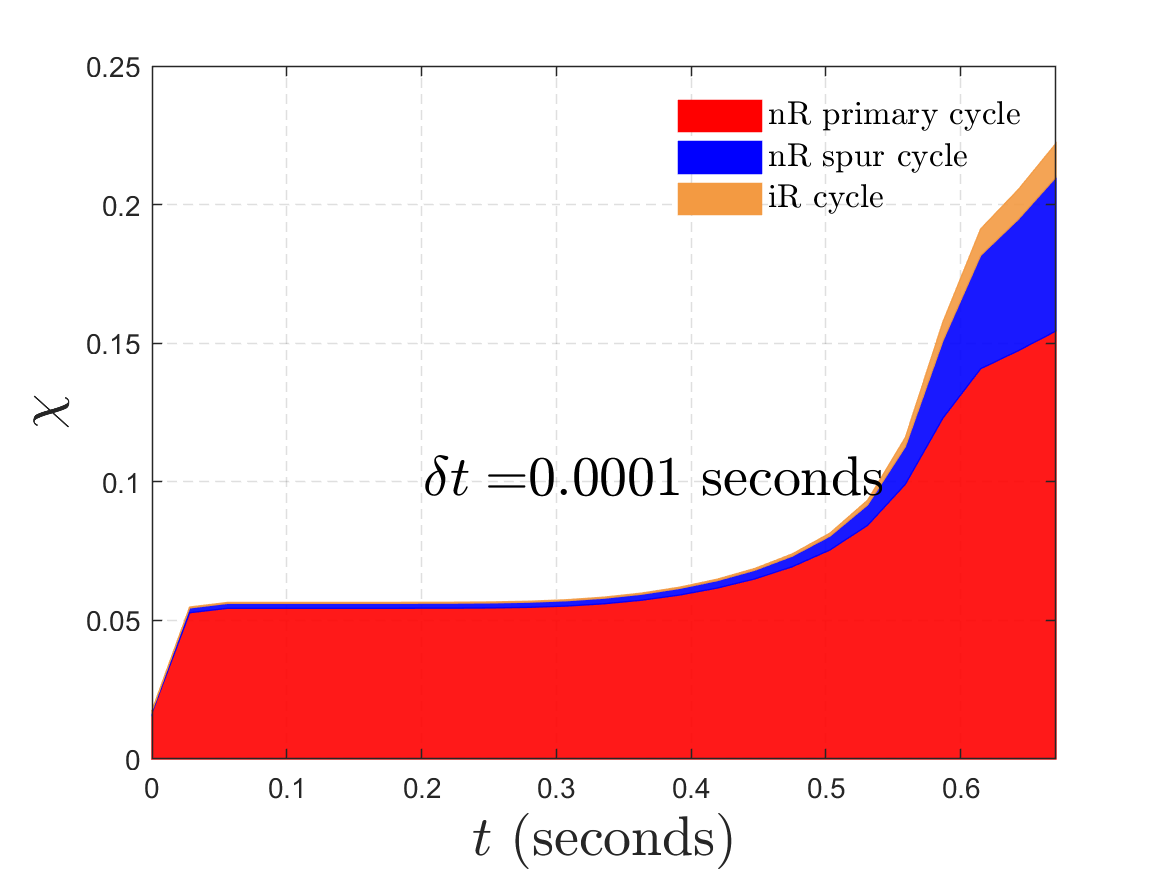 0.25
0.2
0.15
0.1
0.05
0
χ
nR primary cycle
nR spur cycle
iR cycle
δt =0.0001 seconds
0 0.1 0.2 0.3 0.4 0.5 0.6
t (seconds)